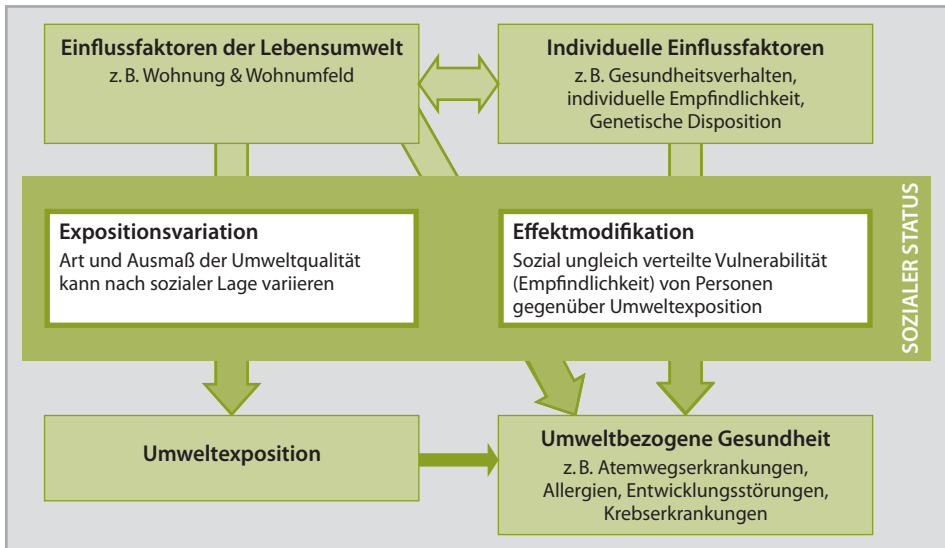 Einflussfaktoren der Lebensumwelt
z. B. Wohnung & Wohnumfeld
Individuelle Einflussfaktoren
z. B. Gesundheitsverhalten,
individuelle Empfindlichkeit,
Genetische Disposition
SOZIALER STATUS
Expositionsvariation
Art und Ausmaß der Umweltqualität
kann nach sozialer Lage variieren
Effektmodifikation
Sozial ungleich verteilte Vulnerabilität
(Empfindlichkeit) von Personen
gegenüber Umweltexposition
Umweltexposition
Umweltbezogene Gesundheit
z. B. Atemwegserkrankungen,
Allergien, Entwicklungsstörungen,
Krebserkrankungen